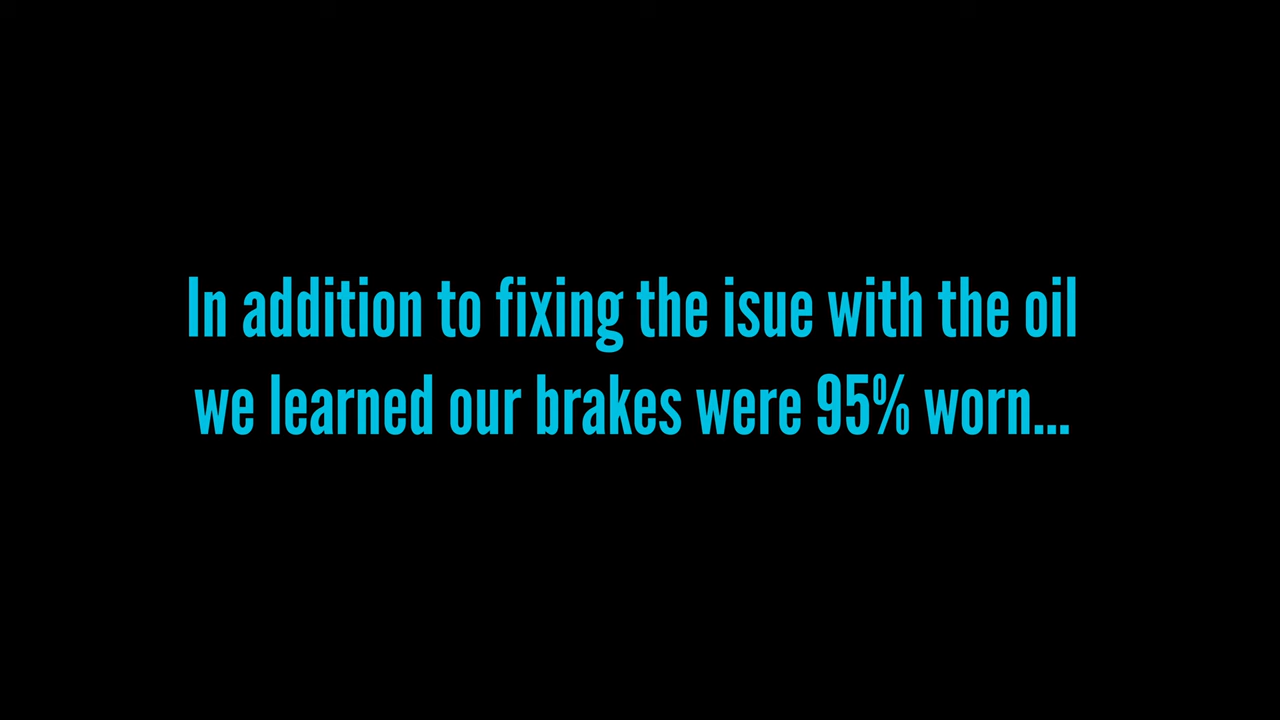 In addition to fixing the isue with the oil
we learned our brakes were 95% worn...